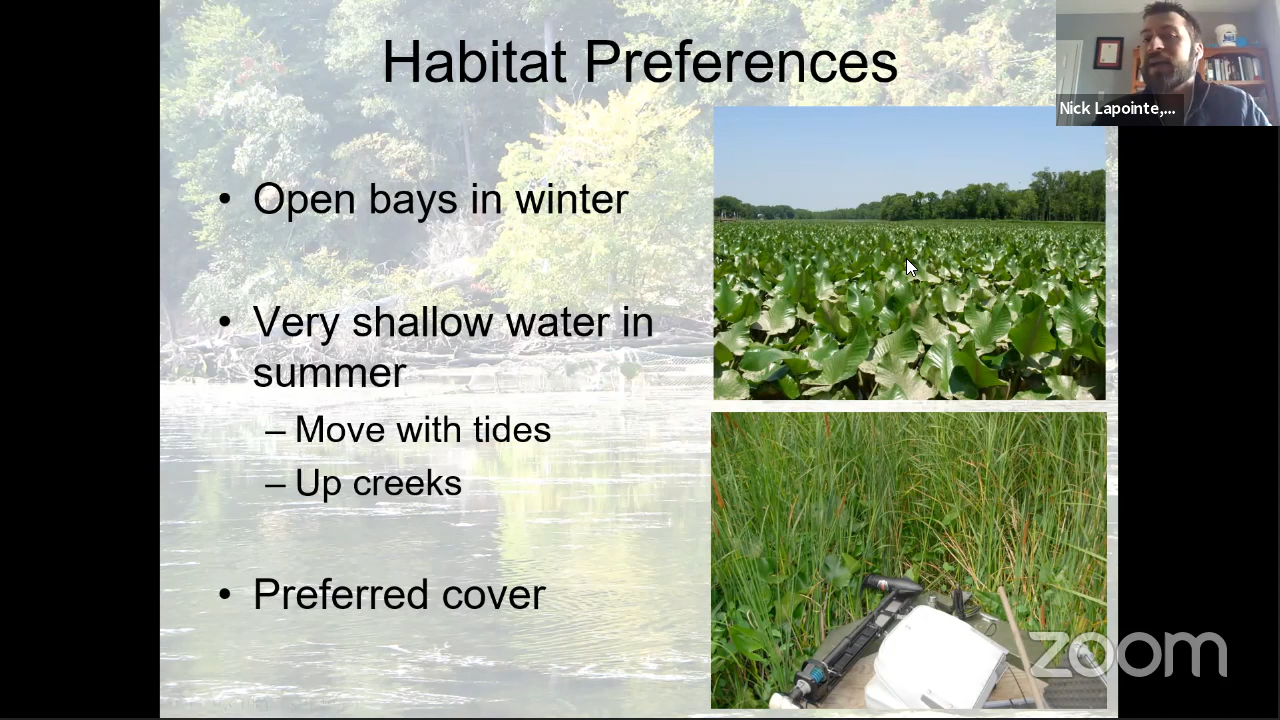 Habitat Preferences
Nick Lapointe,...
• Open bays in winter
• Very shallow water in
summer
– Move with tides
– Up creeks
• Preferred cover
zoom